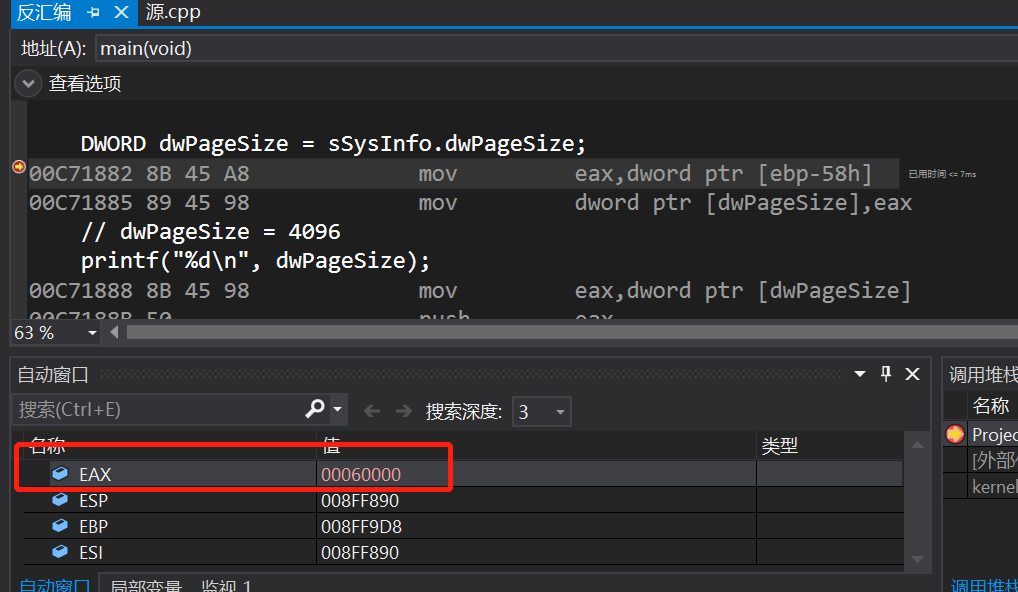 反汇编 源.cpp
地址(A): main(void)
查看选项
DWORD dwPageSize = sSysInfo.dwPageSize;
00C71882 8B 45 A8 mov eax,dword ptr [ebp-58h] 已用时间 <= 7ms
00C71885 89 45 98 mov dword ptr [dwPageSize],eax
// dwPageSize = 4096
printf("%d\n", dwPageSize);
00C71888 8B 45 98 mov eax,dword ptr [dwPageSize]
00C7188B 50 push eax
63 %
自动窗口
搜索(Ctrl+E) 搜索深度: 3
名称 值 类型
EAX 00060000
ESP 008FF890
EBP 008FF9D8
ESI 008FF890
自动窗口 局部变量 监视 1
调用堆栈
名称
Projec
[外部
kernel
调用堆栈